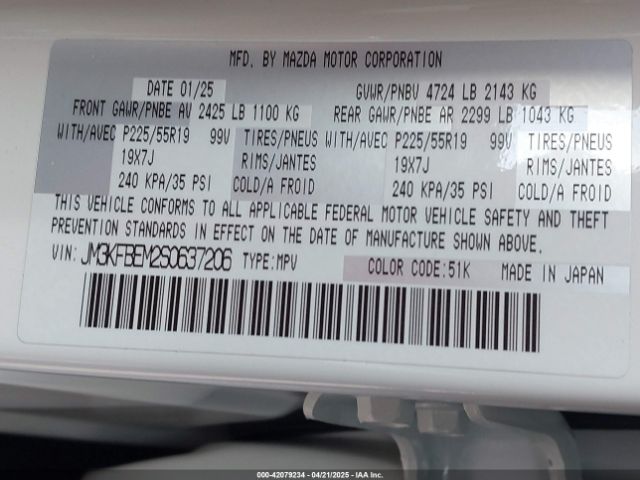 MFD. BY MAZDA MOTOR CORPORATION
DATE 01/25 GVWR/PNBV 4724 LB 2143 KG
FRONT GAWR/PNBE AV 2425 LB 1100 KG REAR GAWR/PNBE AR 2299 LB 1043 KG
WITH/AVEC P225/55R19 99V TIRES/PNEUS WITH/AVEC P225/55R19 99V TIRES/PNEUS
19X7J RIMS/JANTES 19X7J RIMS/JANTES
240 KPA/35 PSI COLD/A FROID 240 KPA/35 PSI COLD/A FROID
THIS VEHICLE CONFORMS TO ALL APPLICABLE FEDERAL MOTOR VEHICLE SAFETY AND THEFT
PREVENTION STANDARDS IN EFFECT ON THE DATE OF MANUFACTURE SHOWN ABOVE.
VIN: JM3KFBEM2S0637206 TYPE:MPV COLOR CODE:51K MADE IN JAPAN
000-42079234 - 04/21/2025 - IAA Inc.